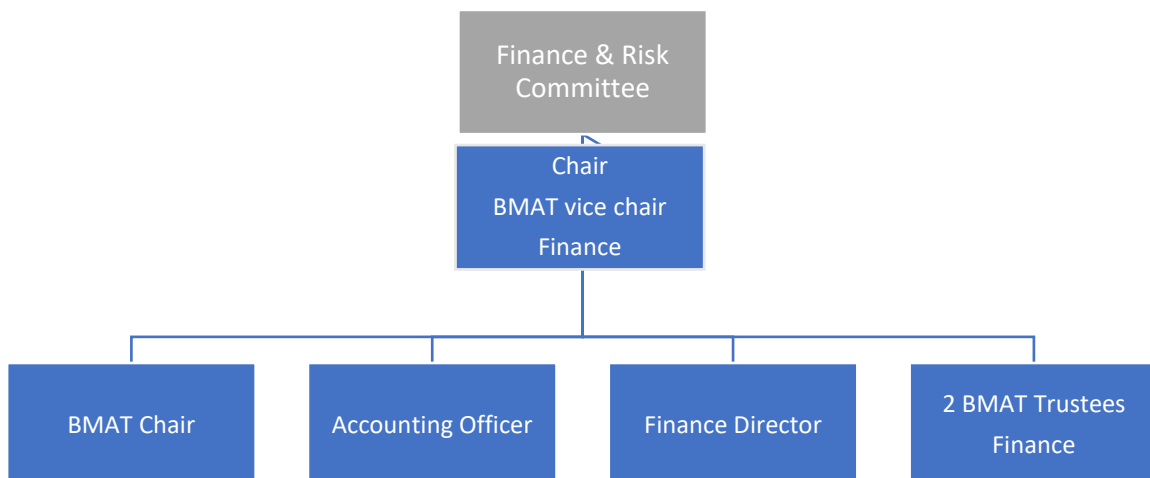 Finance & Risk
Committee
Chair
BMAT vice chair
Finance
BMAT Chair
Accounting Officer
Finance Director
2 BMAT Trustees
Finance